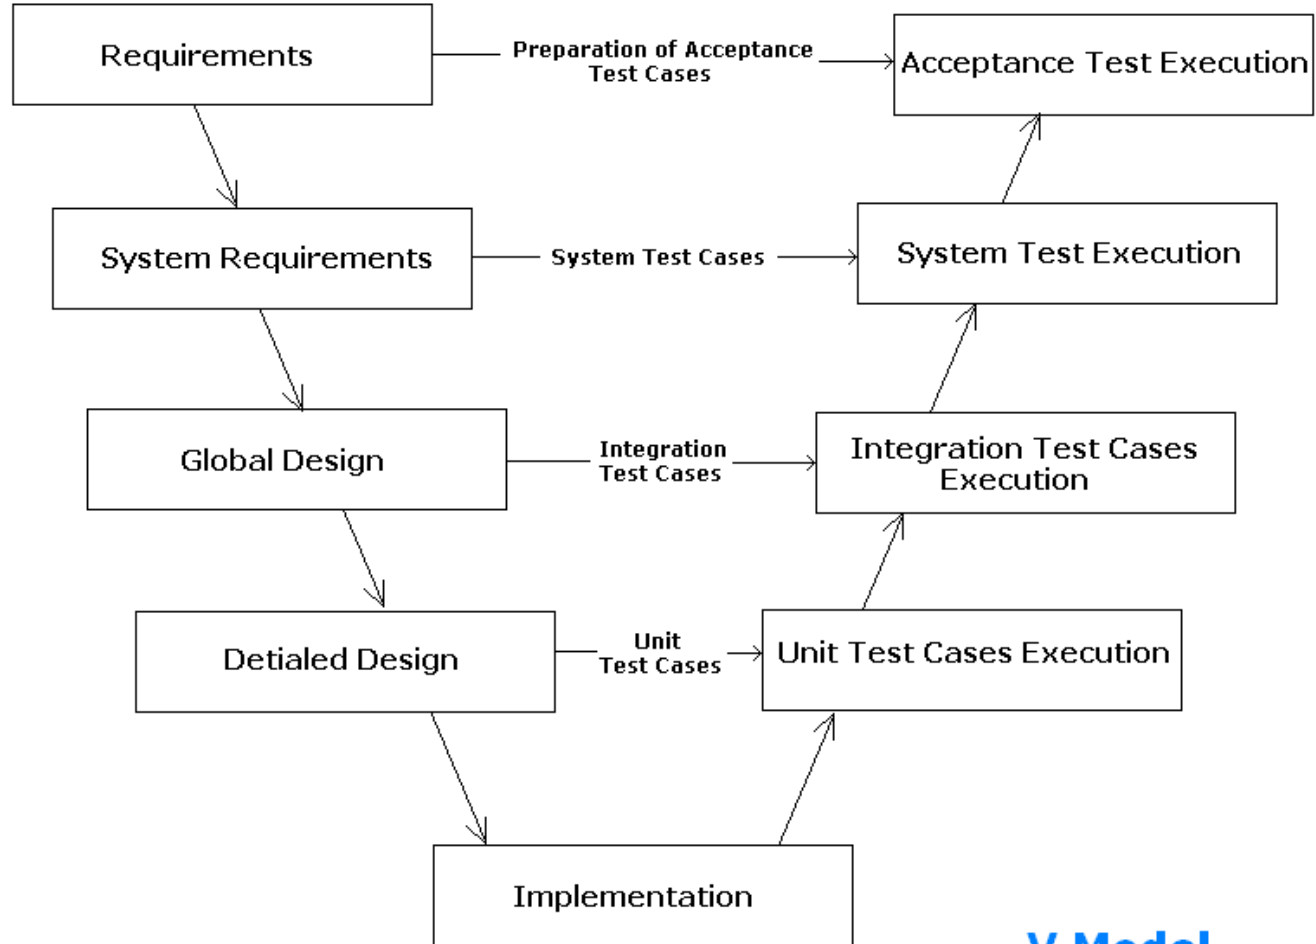 Requirements
Preparation of Acceptance
Test Cases
Acceptance Test Execution
System Requirements
System Test Cases
System Test Execution
Global Design
Integration
Test Cases
Integration Test Cases
Execution
Detialed Design
Unit
Test Cases
Unit Test Cases Execution
Implementation
V Model